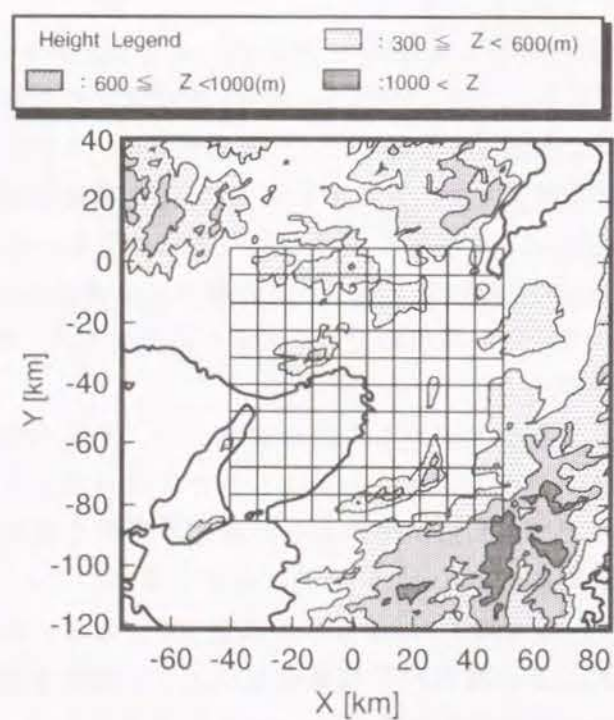 Height Legend
: 300 ≦ Z < 600(m)
: 600 ≦ Z <1000(m)
:1000 < Z
40
20
0
-20
-40
-60
-80
-100
-120
Y [km]
-60 -40 -20 0 20 40 60 80
X [km]